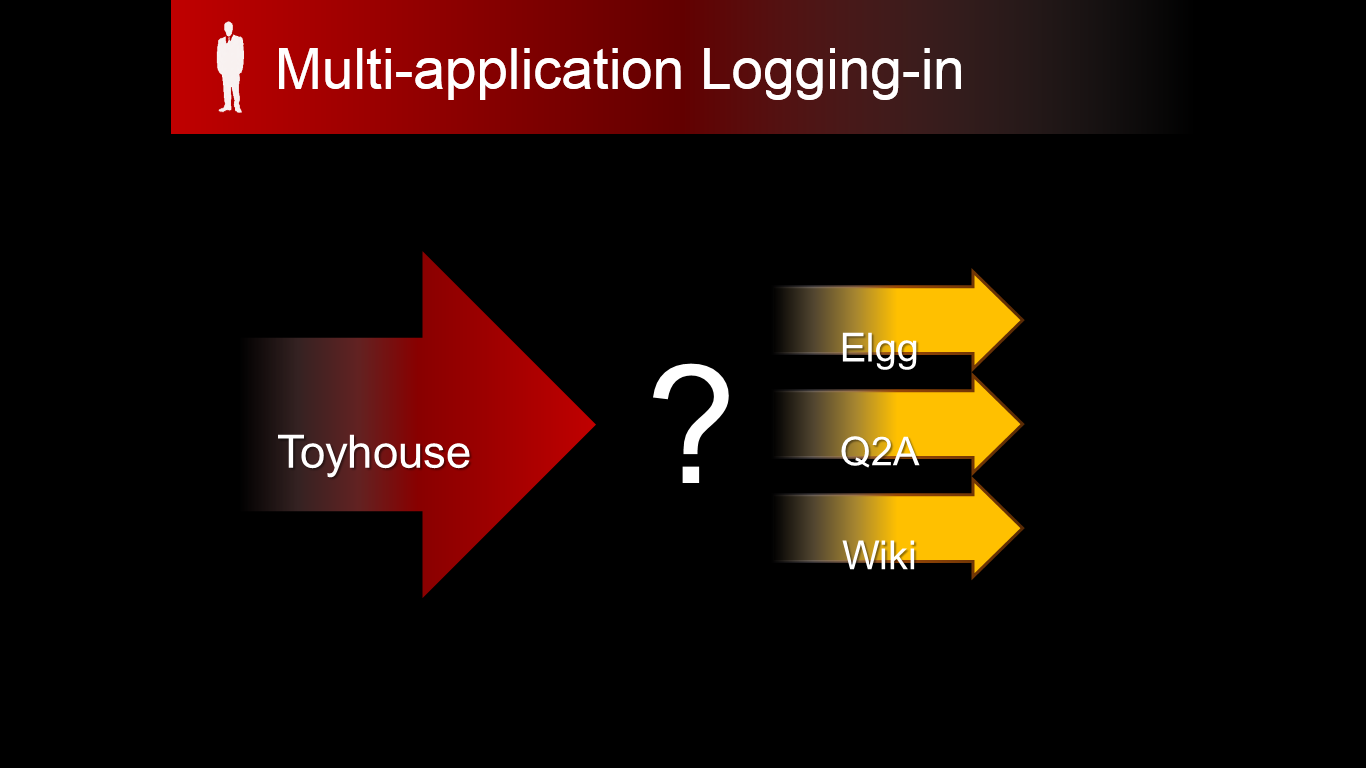 Multi-application Logging-in
Toyhouse
?
Elgg
Q2A
Wiki